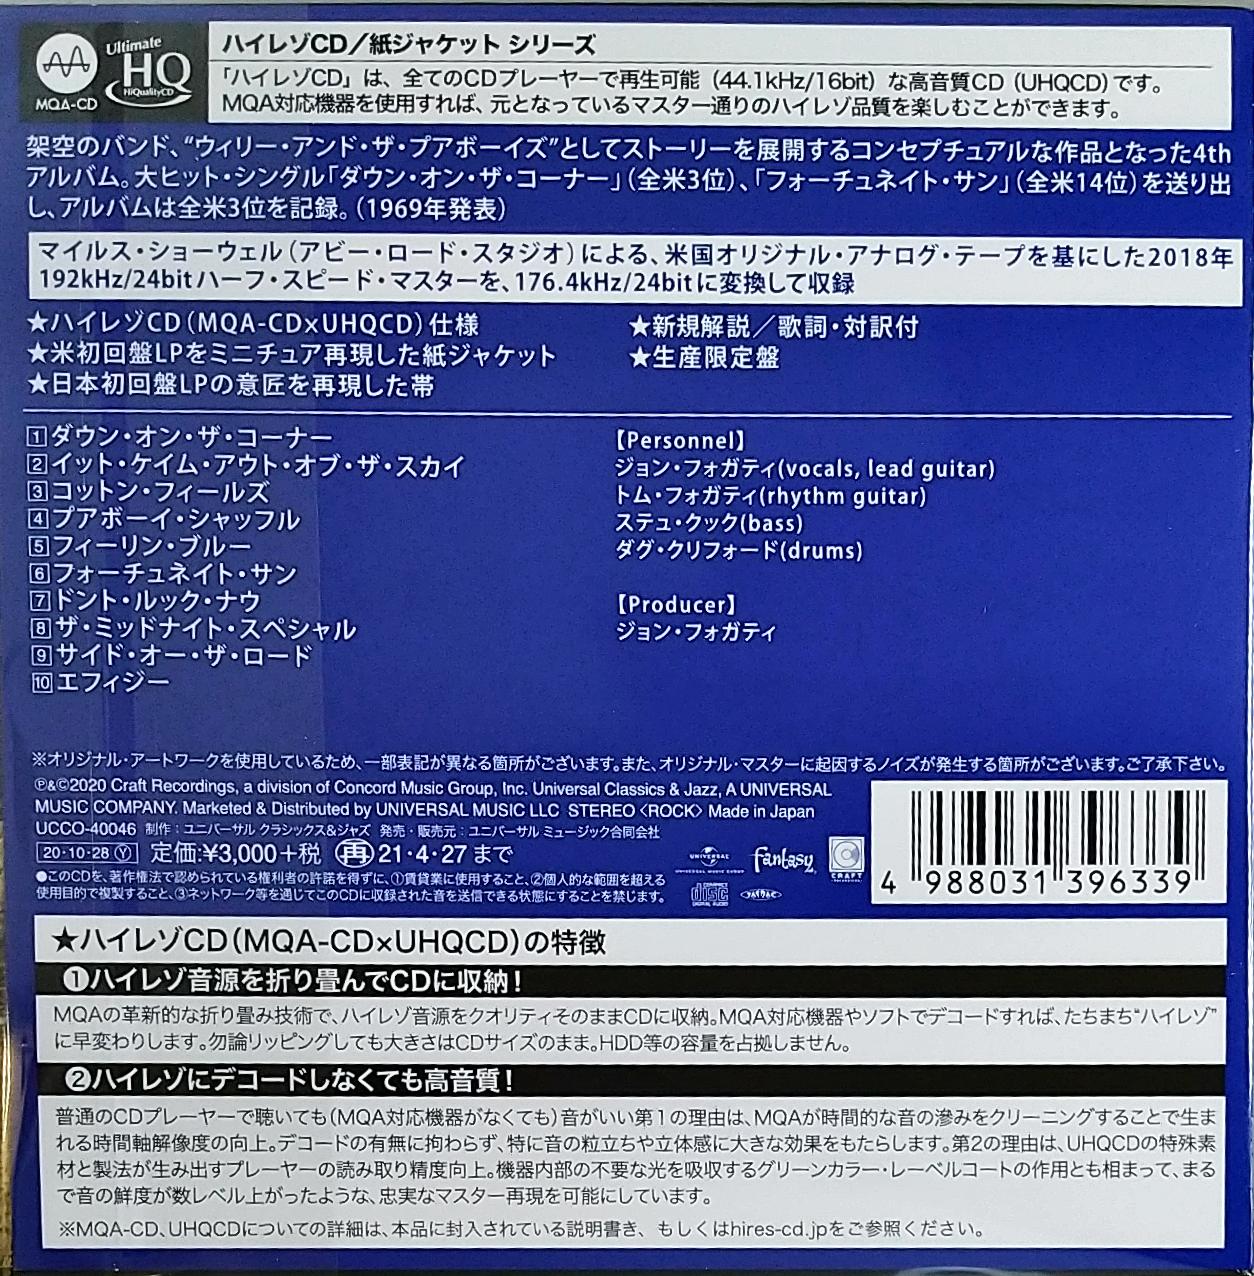 MQA-CD
Ultimate
HQ
HiQualityCD
ハイレゾCD／紙ジャケット シリーズ
「ハイレゾCD」は、全てのCDプレーヤーで再生可能（44.1kHz/16bit）な高音質CD（UHQCD）です。
MQA対応機器を使用すれば、元となっているマスター通りのハイレゾ品質を楽しむことができます。
架空のバンド、“ウィリー・アンド・ザ・プアボーイズ”としてストーリーを展開するコンセプチュアルな作品となった4th
アルバム。大ヒット・シングル「ダウン・オン・ザ・コーナー」（全米3位）、「フォーチュネイト・サン」（全米14位）を送り出
し、アルバムは全米3位を記録。（1969年発表）
マイルス・ショーウェル（アビー・ロード・スタジオ）による、米国オリジナル・アナログ・テープを基にした2018年
192kHz/24bitハーフ・スピード・マスターを、176.4kHz/24bitに変換して収録
★ハイレゾCD（MQA-CD×UHQCD）仕様
★米初回盤LPをミニチュア再現した紙ジャケット
★日本初回盤LPの意匠を再現した帯
★新規解説／歌詞・対訳付
★生産限定盤
1 ダウン・オン・ザ・コーナー
2 イット・ケイム・アウト・オブ・ザ・スカイ
3 コットン・フィールズ
4 プアボーイ・シャッフル
5 フィーリン・ブルー
6 フォーチュネイト・サン
7 ドント・ルック・ナウ
8 ザ・ミッドナイト・スペシャル
9 サイド・オー・ザ・ロード
10 エフィジー
【Personnel】
ジョン・フォガティ(vocals, lead guitar)
トム・フォガティ(rhythm guitar)
ステュ・クック(bass)
ダグ・クリフォード(drums)
【Producer】
ジョン・フォガティ
※オリジナル・アートワークを使用しているため、一部表記が異なる箇所がございます。また、オリジナル・マスターに起因するノイズが発生する箇所がございます。ご了承下さい。
℗&©2020 Craft Recordings, a division of Concord Music Group, Inc. Universal Classics & Jazz, A UNIVERSAL
MUSIC COMPANY. Marketed & Distributed by UNIVERSAL MUSIC LLC STEREO〈ROCK〉Made in Japan
UCCO-40046 制作：ユニバーサル クラシックス&ジャズ 発売・販売元：ユニバーサル ミュージック合同会社
20・10・28 Ⓨ 定価:¥3,000＋税 再 21・4・27 まで
●このCDを、著作権法で認められている権利者の許諾を得ずに、①賃貸業に使用すること、②個人的な範囲を超える
使用目的で複製すること、③ネットワーク等を通じてこのCDに収録された音を送信できる状態にすることを禁じます。
UNIVERSAL
UNIVERSAL MUSIC GROUP
fantasy
CRAFT
RECORDINGS
COMPACT
disc
DIGITAL AUDIO
4 988031 396339
★ハイレゾCD（MQA-CD×UHQCD）の特徴
❶ハイレゾ音源を折り畳んでCDに収納！
MQAの革新的な折り畳み技術で、ハイレゾ音源をクオリティそのままCDに収納。MQA対応機器やソフトでデコードすれば、たちまち“ハイレゾ”
に早変わりします。勿論リッピングしても大きさはCDサイズのまま。HDD等の容量を占拠しません。
❷ハイレゾにデコードしなくても高音質！
普通のCDプレーヤーで聴いても（MQA対応機器がなくても）音がいい第1の理由は、MQAが時間的な音の滲みをクリーニングすることで生ま
れる時間軸解像度の向上。デコードの有無に拘わらず、特に音の粒立ちや立体感に大きな効果をもたらします。第2の理由は、UHQCDの特殊素
材と製法が生み出すプレーヤーの読み取り精度向上。機器内部の不要な光を吸収するグリーンカラー・レーベルコートの作用とも相まって、まる
で音の鮮度が数レベル上がったような、忠実なマスター再現を可能にしています。
※MQA-CD、UHQCDについての詳細は、本品に封入されている説明書き、もしくはhires-cd.jpをご参照ください。